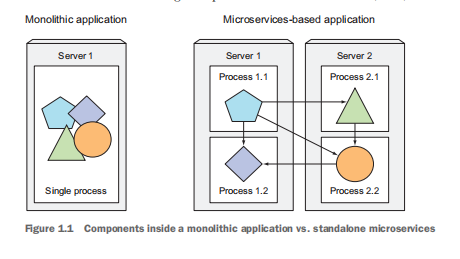 Monolithic application
Microservices-based application
Server 1
Single process
Server 1
Server 2
Process 1.1
Process 2.1
Process 1.2
Process 2.2
Figure 1.1 Components inside a monolithic application vs. standalone microservices